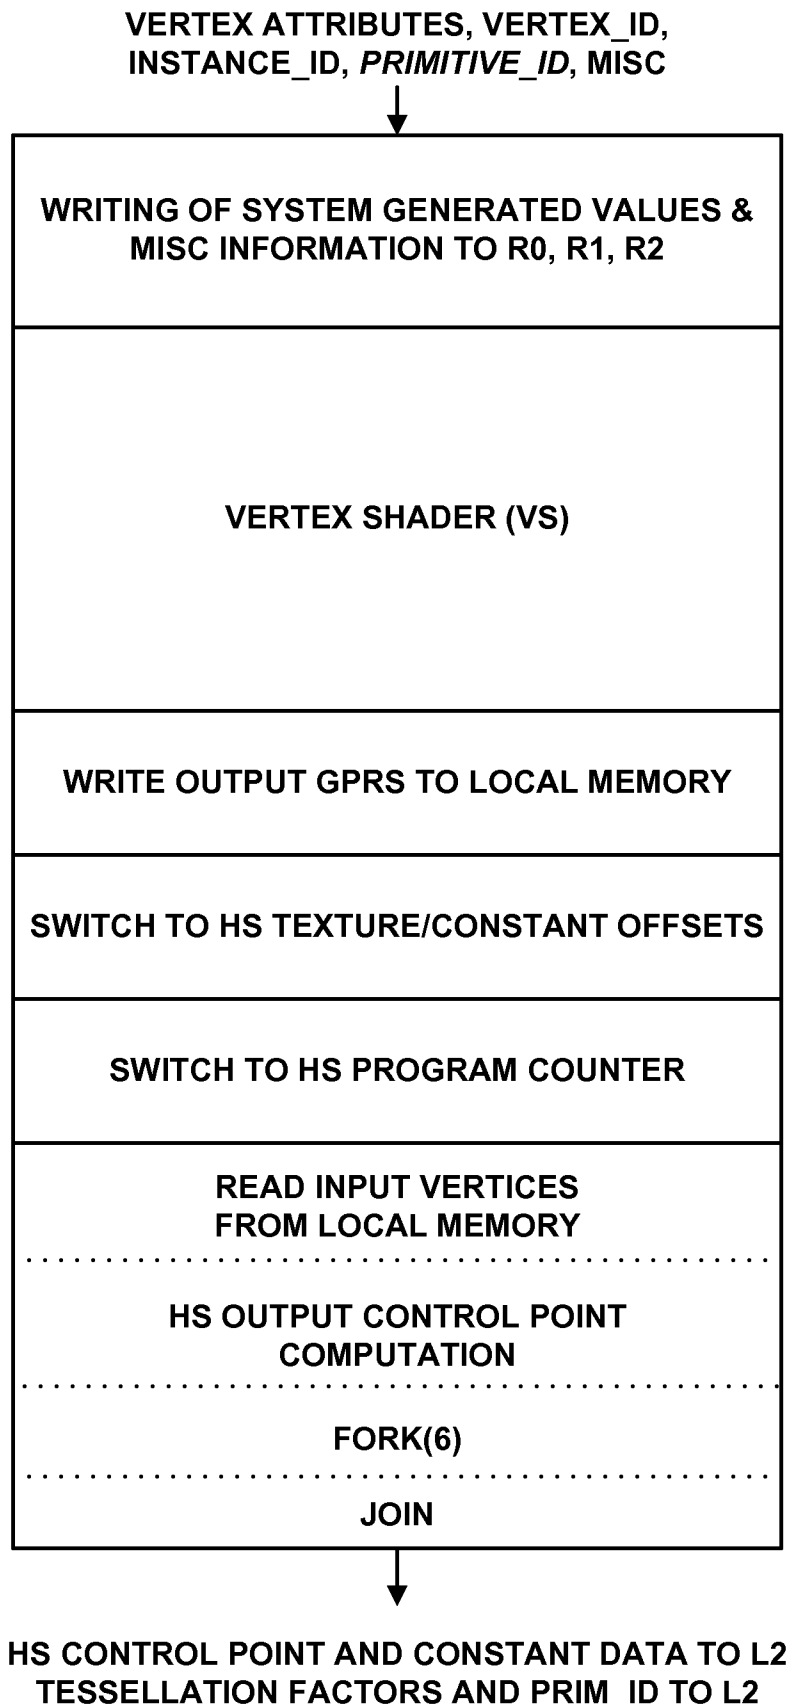 VERTEX ATTRIBUTES, VERTEX_ID,
INSTANCE_ID, PRIMITIVE_ID, MISC
WRITING OF SYSTEM GENERATED VALUES &
MISC INFORMATION TO R0, R1, R2
VERTEX SHADER (VS)
WRITE OUTPUT GPRS TO LOCAL MEMORY
SWITCH TO HS TEXTURE/CONSTANT OFFSETS
SWITCH TO HS PROGRAM COUNTER
READ INPUT VERTICES
FROM LOCAL MEMORY
HS OUTPUT CONTROL POINT
COMPUTATION
FORK(6)
JOIN
HS CONTROL POINT AND CONSTANT DATA TO L2
TESSELLATION FACTORS AND PRIM_ID TO L2